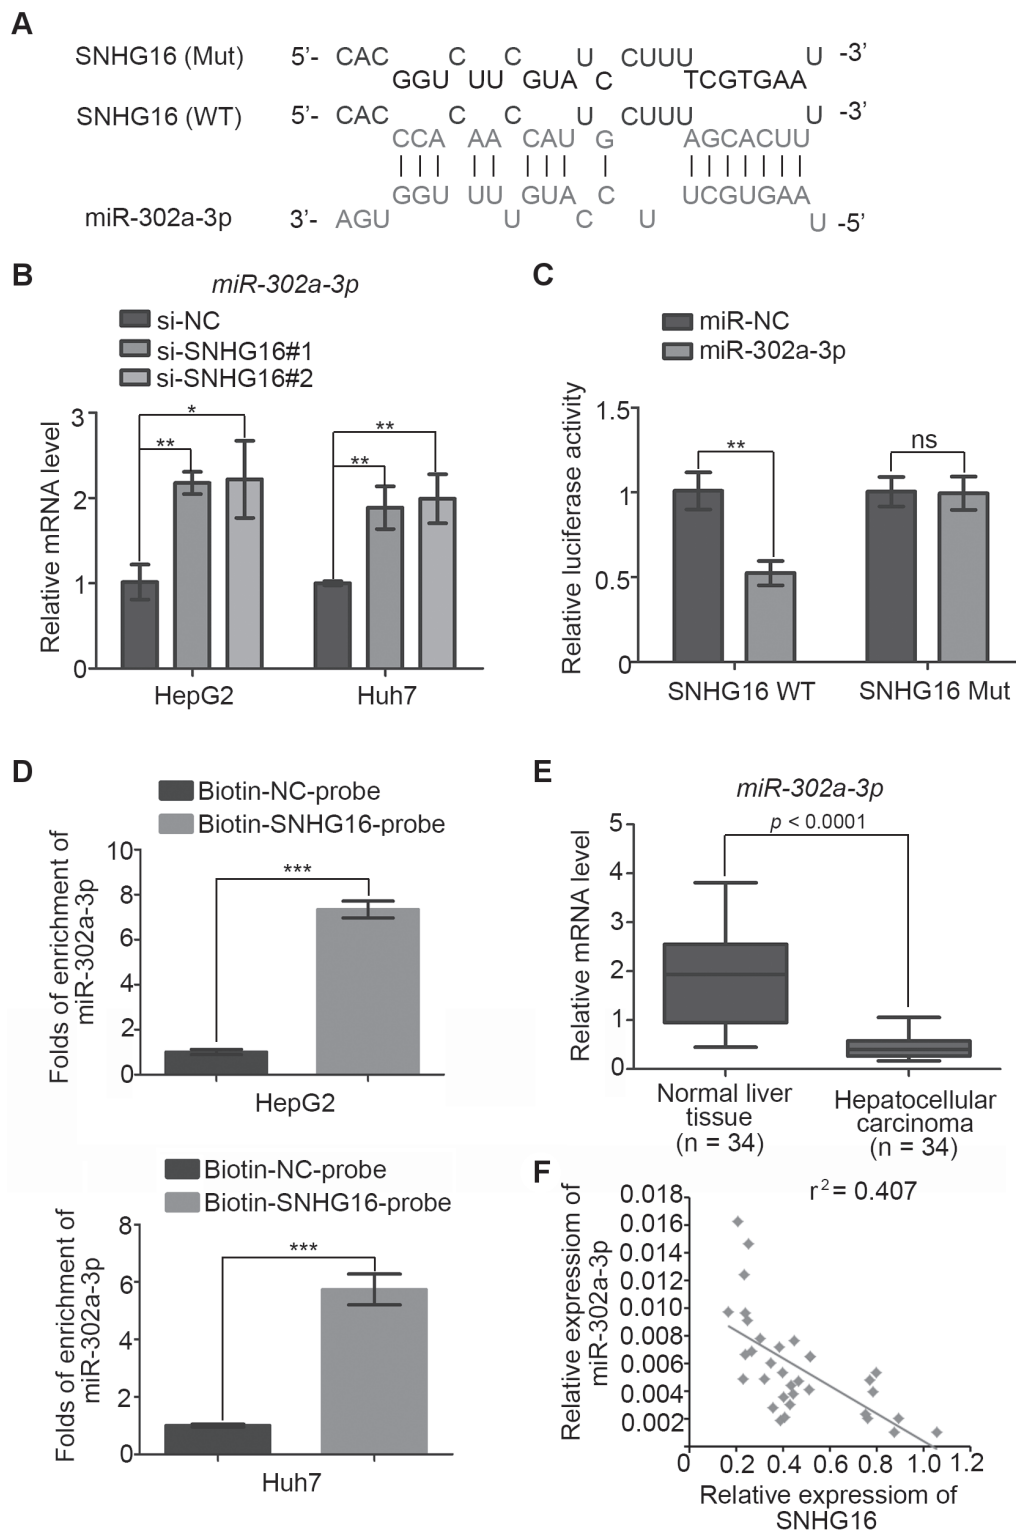 A
SNHG16 (Mut) 5’- CAC C C U CUUU U -3’
GGU UU GUA C TCGTGAA
SNHG16 (WT) 5’- CAC C C U CUUU U -3’
CCA AA CAU G AGCACUU
GGU UU GUA C UCGUGAA
miR-302a-3p 3’- AGU U C U U -5’
B
miR-302a-3p
si-NC
si-SNHG16#1
si-SNHG16#2
Relative mRNA level
3
2
1
0
*
**
**
**
HepG2 Huh7
C
miR-NC
miR-302a-3p
Relative luciferase activity
1.5
1
0.5
0
**
ns
SNHG16 WT SNHG16 Mut
D
Biotin-NC-probe
Biotin-SNHG16-probe
Folds of enrichment of
miR-302a-3p
10
8
6
4
2
0
***
HepG2
Biotin-NC-probe
Biotin-SNHG16-probe
Folds of enrichment of
miR-302a-3p
8
6
4
2
0
***
Huh7
E
miR-302a-3p
p < 0.0001
Relative mRNA level
5
4
3
2
1
0
Normal liver
tissue
(n = 34)
Hepatocellular
carcinoma
(n = 34)
F
r2 = 0.407
Relative expressiom of
miR-302a-3p
0.018
0.016
0.014
0.012
0.010
0.008
0.006
0.004
0.002
0 0.2 0.4 0.6 0.8 1.0 1.2
Relative expressiom of
SNHG16